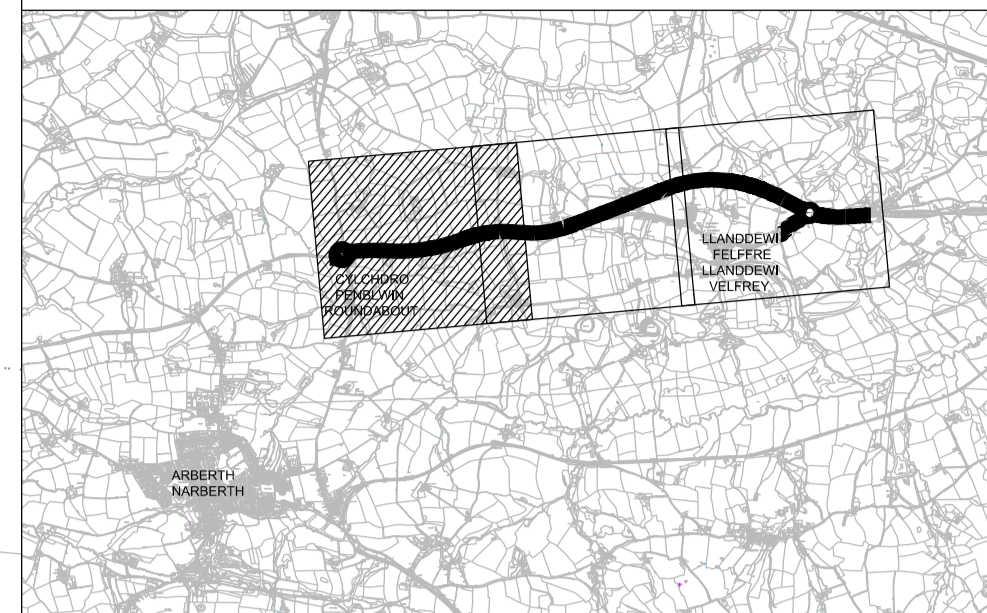 CYLCHDRO
PENBLWIN
ROUNDABOUT
LLANDDEWI
FELFFRE
LLANDDEWI
VELFREY
ARBERTH
NARBERTH